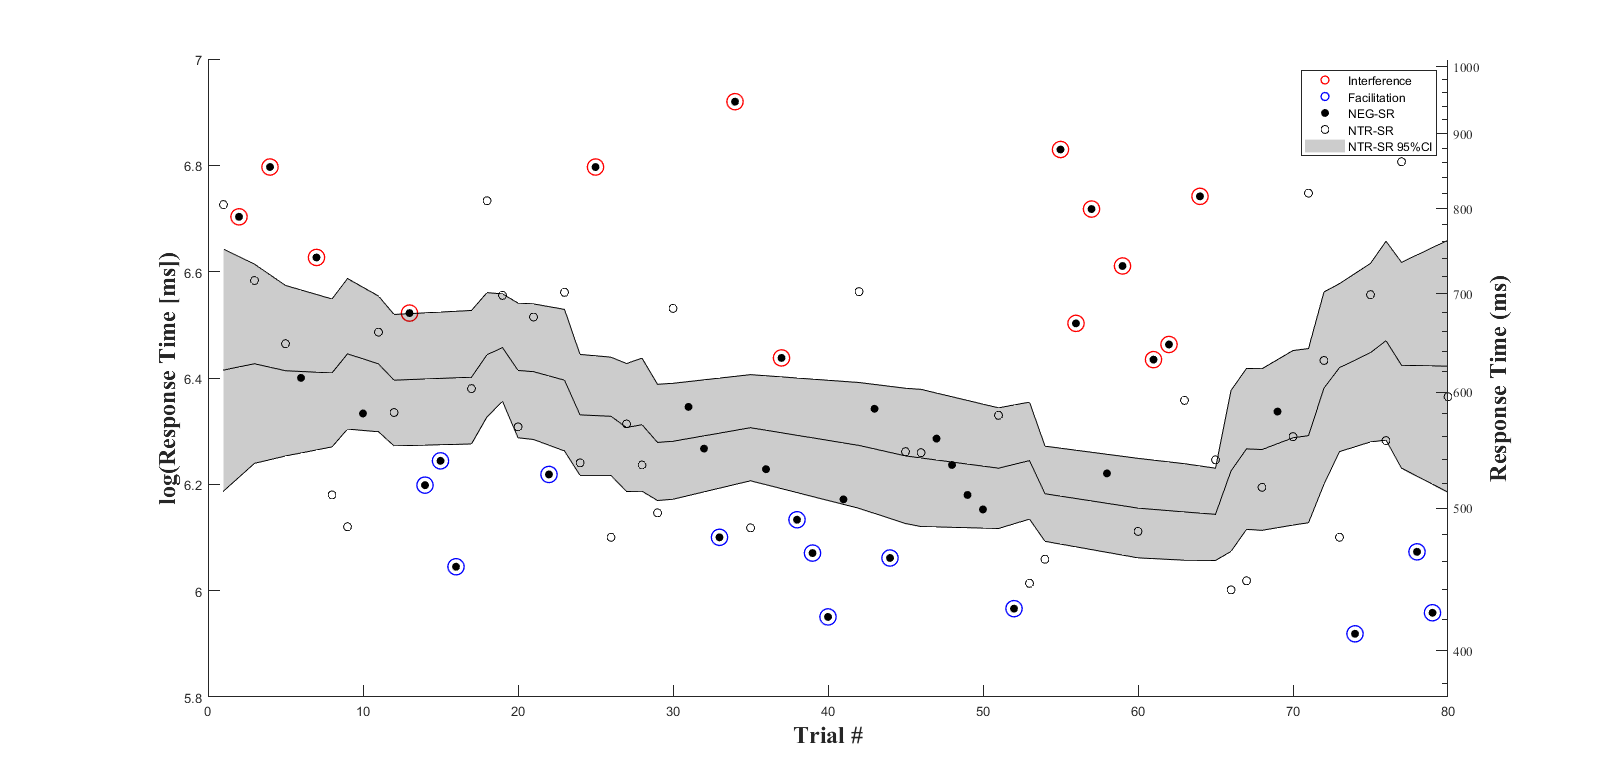 log(Response Time [ms])
7
6.8
6.6
6.4
6.2
6
5.8
0 10 20 30 40 50 60 70 80
Trial #
Interference
Facilitation
NEG-SR
NTR-SR
NTR-SR 95%CI
1000
900
800
700
600
500
400
Response Time (ms)